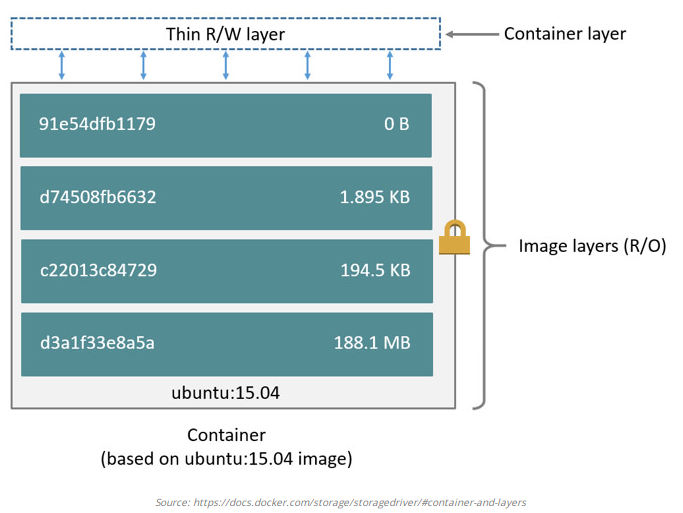 Thin R/W layer
Container layer
91e54dfb1179 0 B
d74508fb6632 1.895 KB
c22013c84729 194.5 KB
Image layers (R/O)
d3a1f33e8a5a 188.1 MB
ubuntu:15.04
Container
(based on ubuntu:15.04 image)
Source: https://docs.docker.com/storage/storagedriver/#container-and-layers